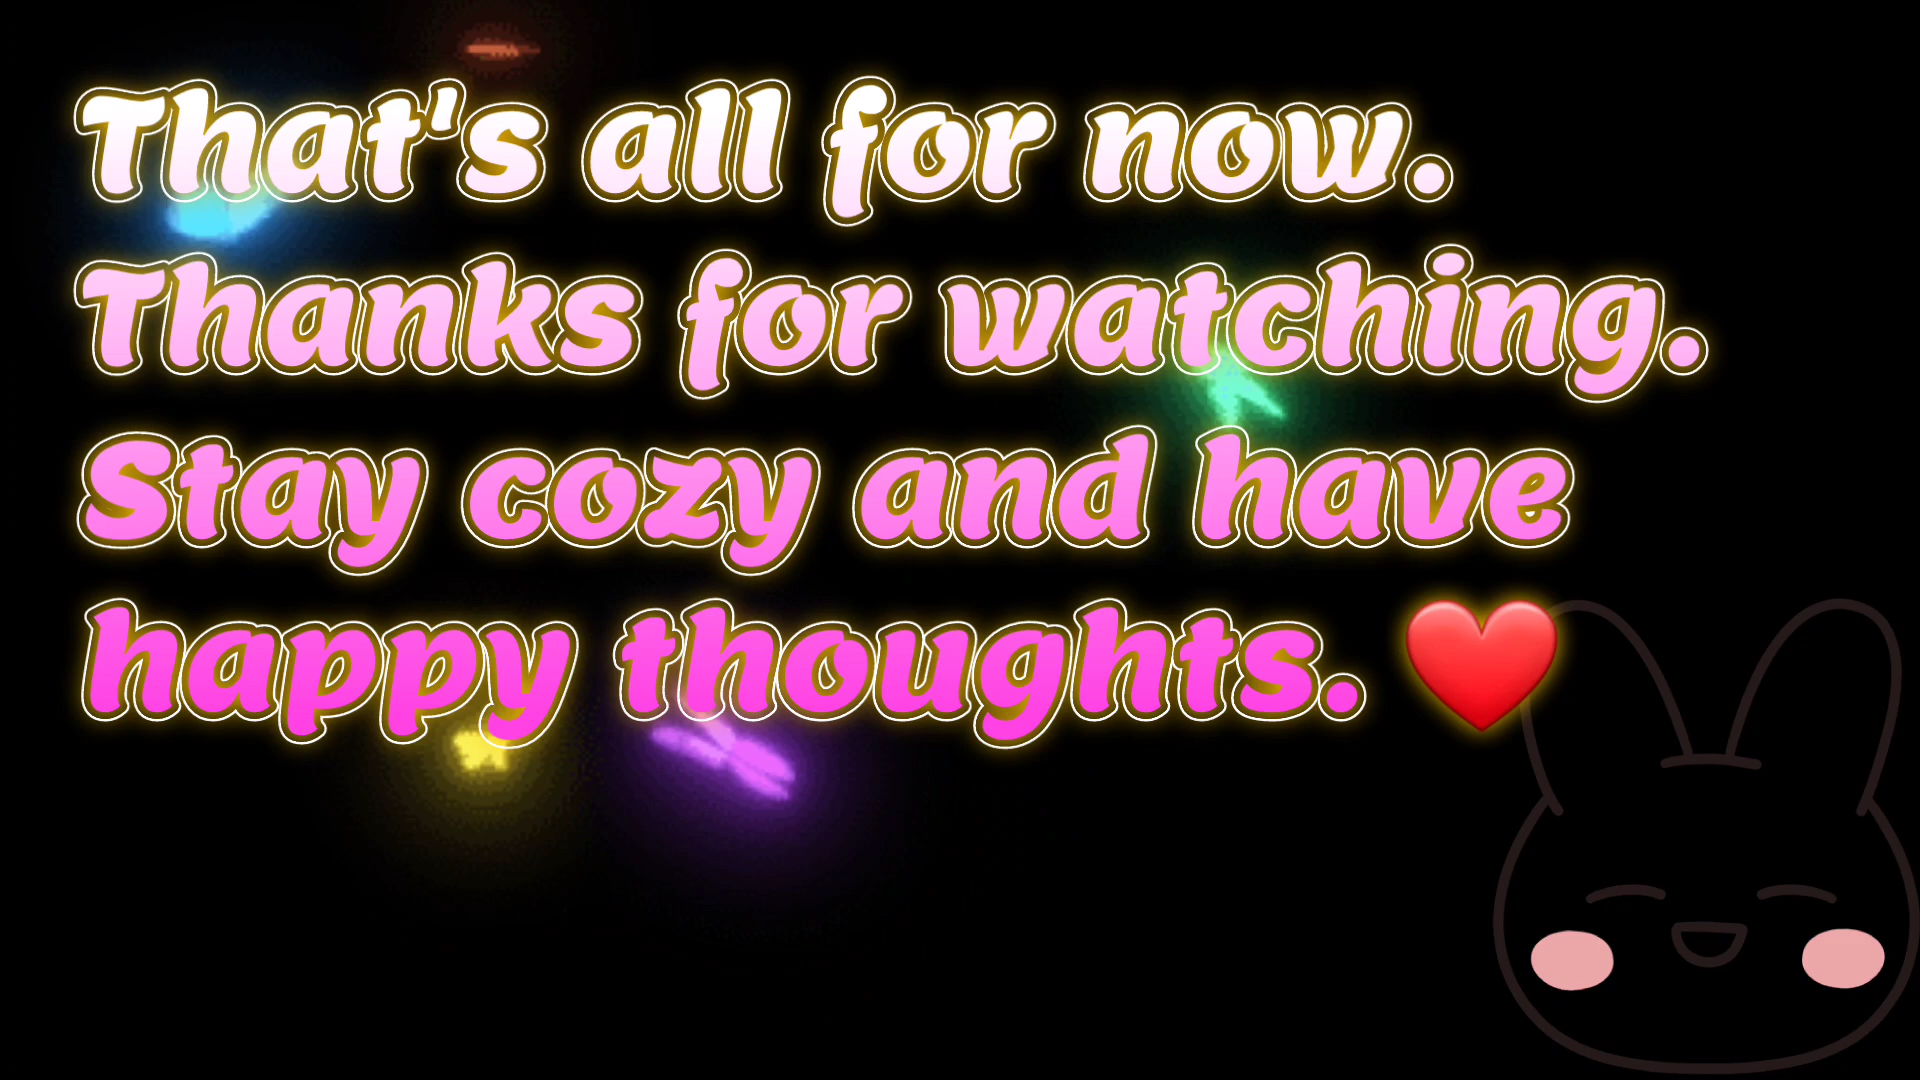 That's all for now.
Thanks for watching.
Stay cozy and have
happy thoughts. ❤️